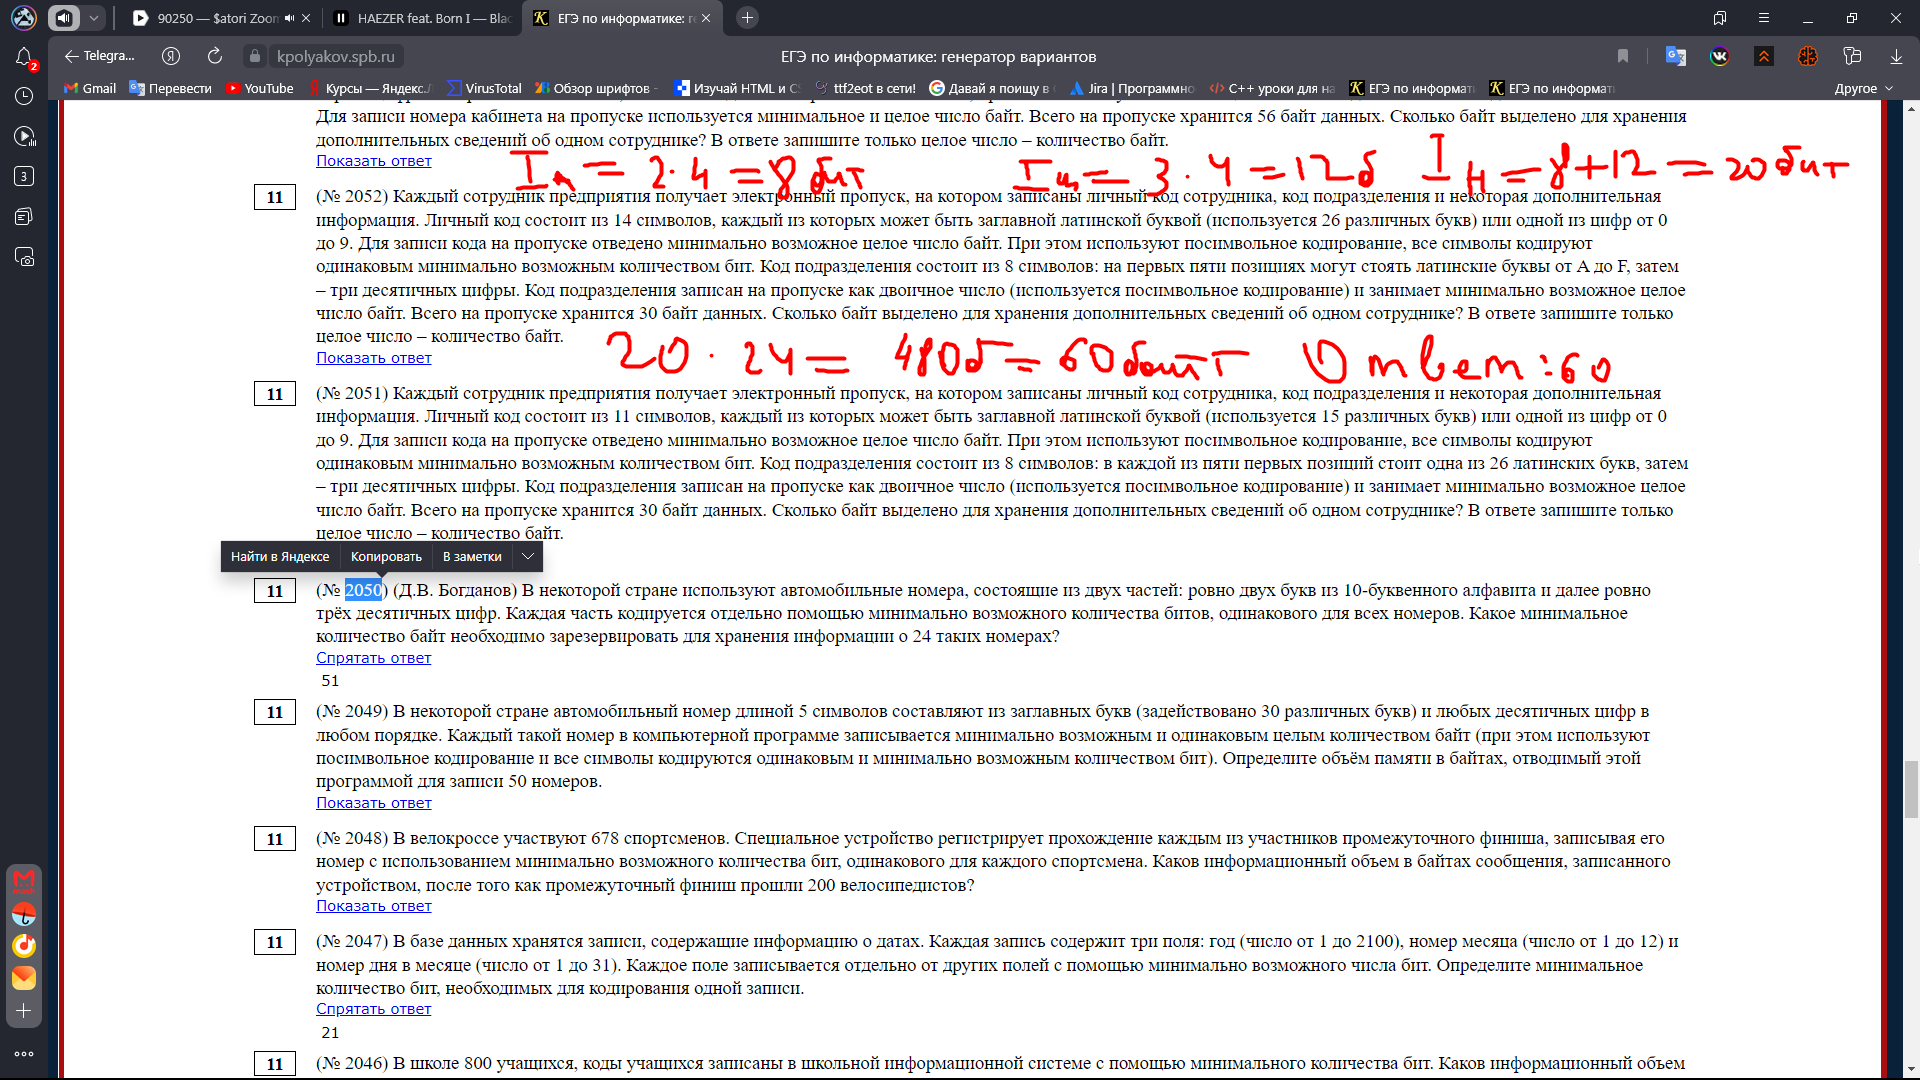 90250 — $atori Zoom
HAEZER feat. Born I — Blac
ЕГЭ по информатике: г
Telegra...
kpolyakov.spb.ru
ЕГЭ по информатике: генератор вариантов
Gmail
Перевести
YouTube
Курсы — Яндекс.
VirusTotal
Обзор шрифтов
Изучай HTML и CS
ttf2eot в сети!
Давай я поищу в
Jira | Программно
C++ уроки для на
ЕГЭ по информат
ЕГЭ по информат
Другое
2
3
Для записи номера кабинета на пропуске используется минимальное и целое число байт. Всего на пропуске хранится 56 байт данных. Сколько байт выделено для хранения
дополнительных сведений об одном сотруднике? В ответе запишите только целое число – количество байт.
Показать ответ
= 2·4 = 8 бит
= 3·4 = 12б
I н = 8+12 = 20 бит
11
(№ 2052) Каждый сотрудник предприятия получает электронный пропуск, на котором записаны личный код сотрудника, код подразделения и некоторая дополнительная
информация. Личный код состоит из 14 символов, каждый из которых может быть заглавной латинской буквой (используется 26 различных букв) или одной из цифр от 0
до 9. Для записи кода на пропуске отведено минимально возможное целое число байт. При этом используют посимвольное кодирование, все символы кодируют
одинаковым минимально возможным количеством бит. Код подразделения состоит из 8 символов: на первых пяти позициях могут стоять латинские буквы от A до F, затем
– три десятичных цифры. Код подразделения записан на пропуске как двоичное число (используется посимвольное кодирование) и занимает минимально возможное целое
число байт. Всего на пропуске хранится 30 байт данных. Сколько байт выделено для хранения дополнительных сведений об одном сотруднике? В ответе запишите только
целое число – количество байт.
Показать ответ
20 · 24 = 480б = 60байт Ответ: 60
11
(№ 2051) Каждый сотрудник предприятия получает электронный пропуск, на котором записаны личный код сотрудника, код подразделения и некоторая дополнительная
информация. Личный код состоит из 11 символов, каждый из которых может быть заглавной латинской буквой (используется 15 различных букв) или одной из цифр от 0
до 9. Для записи кода на пропуске отведено минимально возможное целое число байт. При этом используют посимвольное кодирование, все символы кодируют
одинаковым минимально возможным количеством бит. Код подразделения состоит из 8 символов: в каждой из пяти первых позиций стоит одна из 26 латинских букв, затем
– три десятичных цифры. Код подразделения записан на пропуске как двоичное число (используется посимвольное кодирование) и занимает минимально возможное целое
число байт. Всего на пропуске хранится 30 байт данных. Сколько байт выделено для хранения дополнительных сведений об одном сотруднике? В ответе запишите только
целое число – количество байт.
Найти в Яндексе
Копировать
В заметки
11
(№ 2050) (Д.В. Богданов) В некоторой стране используют автомобильные номера, состоящие из двух частей: ровно двух букв из 10-буквенного алфавита и далее ровно
трёх десятичных цифр. Каждая часть кодируется отдельно помощью минимально возможного количества битов, одинакового для всех номеров. Какое минимальное
количество байт необходимо зарезервировать для хранения информации о 24 таких номерах?
Спрятать ответ
51
11
(№ 2049) В некоторой стране автомобильный номер длиной 5 символов составляют из заглавных букв (задействовано 30 различных букв) и любых десятичных цифр в
любом порядке. Каждый такой номер в компьютерной программе записывается минимально возможным и одинаковым целым количеством байт (при этом используют
посимвольное кодирование и все символы кодируются одинаковым и минимально возможным количеством бит). Определите объём памяти в байтах, отводимый этой
программой для записи 50 номеров.
Показать ответ
11
(№ 2048) В велокроссе участвуют 678 спортсменов. Специальное устройство регистрирует прохождение каждым из участников промежуточного финиша, записывая его
номер с использованием минимально возможного количества бит, одинакового для каждого спортсмена. Каков информационный объем в байтах сообщения, записанного
устройством, после того как промежуточный финиш прошли 200 велосипедистов?
Показать ответ
11
(№ 2047) В базе данных хранятся записи, содержащие информацию о датах. Каждая запись содержит три поля: год (число от 1 до 2100), номер месяца (число от 1 до 12) и
номер дня в месяце (число от 1 до 31). Каждое поле записывается отдельно от других полей с помощью минимально возможного числа бит. Определите минимальное
количество бит, необходимых для кодирования одной записи.
Спрятать ответ
21
11
(№ 2046) В школе 800 учащихся, коды учащихся записаны в школьной информационной системе с помощью минимального количества бит. Каков информационный объем